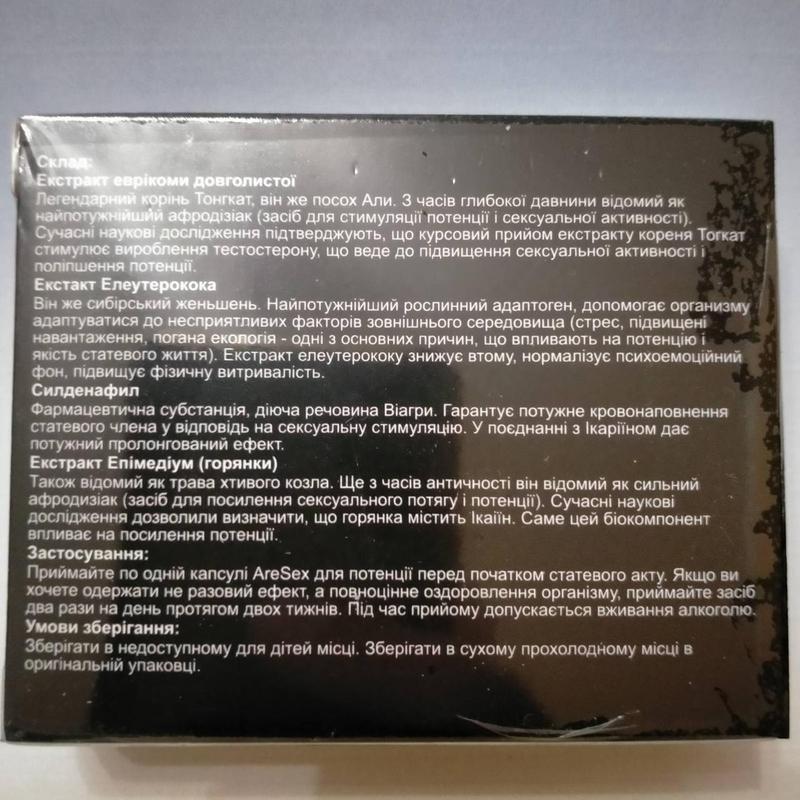 Склад:
Екстракт еврікоми довголистої
Легендарний корінь Тонгкат, він же посох Али. З часів глибокої давнини відомий як
найпотужнійший афродізіак (засіб для стимуляції потенції і сексуальної активності).
Сучасні наукові дослідження підтверджують, що курсовий прийом екстракту кореня Тогкат
стимулює вироблення тестостерону, що веде до підвищення сексуальної активності і
поліпшення потенції.
Екстакт Елеутерокока
Він же сибірський женьшень. Найпотужнійший рослинний адаптоген, допомогає организму
адаптуватися до несприятливих факторів зовнішнього середовища (стрес, підвищені
навантаження, погана екологія - одні з основних причин, що впливають на потенцію і
якість статевого життя). Екстракт елеутерококу знижує втому, нормалізує психоемоційний
фон, підвищує фізичну витривалість.
Силденафил
Фармацевтична субстанція, діюча речовина Віагри. Гарантує потужне кровонаповнення
статевого члена у відповідь на сексуальну стимуляцію. У поєднанні з Ікаріїном дає
потужний пролонгований ефект.
Екстракт Епімедіум (горянки)
Також відомий як трава хтивого козла. Ще з часів античності він відомий як сильний
афродизіак (засіб для посилення сексуального потягу і потенції). Сучасні наукові
дослідження дозволили визначити, що горянка містить Ікаіїн. Саме цей біокомпонент
впливає на посилення потенції.
Застосування:
Приймайте по одній капсулі AreSex для потенції перед початком статевого акту. Якщо ви
хочете одержати не разовий ефект, а повноцінне оздоровлення організму, приймайте засіб
два рази на день протягом двох тижнів. Під час прийому допускається вживання алкоголю.
Умови зберігання:
Зберігати в недоступному для дітей місці. Зберігати в сухому прохолодному місці в
оригінальній упаковці.